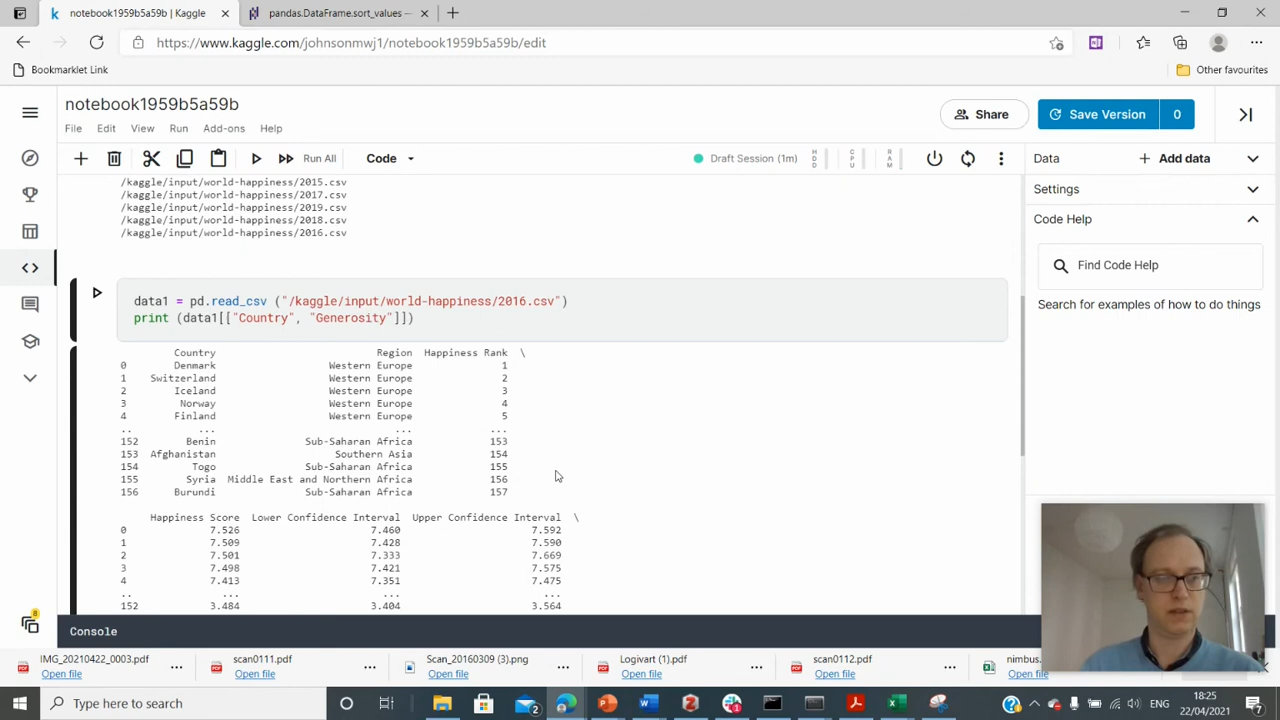 notebook1959b5a59b | Kaggle
pandas.DataFrame.sort_values —
https://www.kaggle.com/johnsonmwj1/notebook1959b5a59b/edit
Bookmarklet Link
Other favourites
notebook1959b5a59b
File Edit View Run Add-ons Help
Share
Save Version 0
Run All
Code
Draft Session (1m)
HDD
CPU
RAM
Data
Add data
Settings
Code Help
Find Code Help
Search for examples of how to do things
/kaggle/input/world-happiness/2015.csv
/kaggle/input/world-happiness/2017.csv
/kaggle/input/world-happiness/2019.csv
/kaggle/input/world-happiness/2018.csv
/kaggle/input/world-happiness/2016.csv
data1 = pd.read_csv ("/kaggle/input/world-happiness/2016.csv")
print (data1[["Country", "Generosity"]])
Country Region Happiness Rank \
0 Denmark Western Europe 1
1 Switzerland Western Europe 2
2 Iceland Western Europe 3
3 Norway Western Europe 4
4 Finland Western Europe 5
.. ... ... ...
152 Benin Sub-Saharan Africa 153
153 Afghanistan Southern Asia 154
154 Togo Sub-Saharan Africa 155
155 Syria Middle East and Northern Africa 156
156 Burundi Sub-Saharan Africa 157
Happiness Score Lower Confidence Interval Upper Confidence Interval \
0 7.526 7.460 7.592
1 7.509 7.428 7.590
2 7.501 7.333 7.669
3 7.498 7.421 7.575
4 7.413 7.351 7.475
.. ... ... ...
152 3.484 3.404 3.564
8
Console
IMG_20210422_0003.pdf
Open file
scan0111.pdf
Open file
Scan_20160309 (3).png
Open file
Logivart (1).pdf
Open file
scan0112.pdf
Open file
nimbus.
Open file
Type here to search
2
1
ENG
18:25
22/04/2021
7